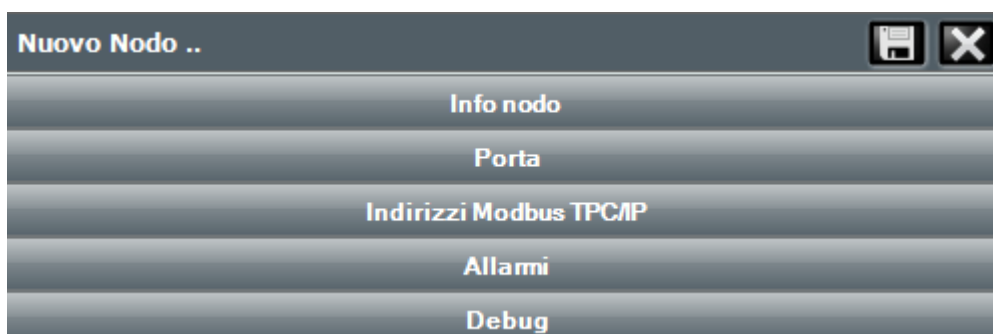 Nuovo Nodo ..
Info nodo
Porta
Indirizzi Modbus TPC/IP
Allarmi
Debug